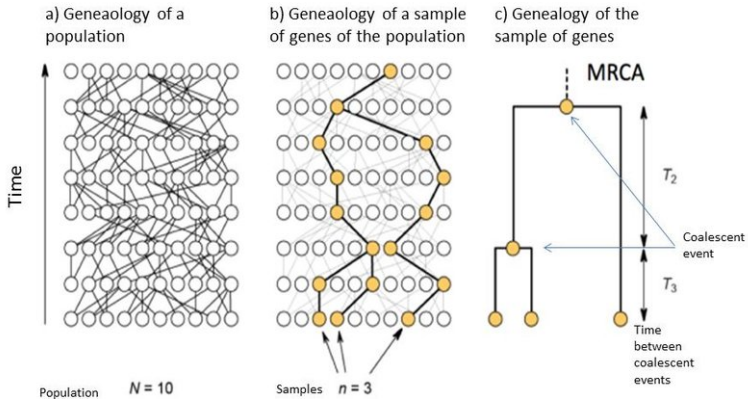 a) Geneaology of a
population
b) Geneaology of a sample
of genes of the population
c) Genealogy of the
sample of genes
MRCA
Time
T2
Coalescent
event
T3
Time
between
coalescent
events
Population N = 10
Samples n = 3